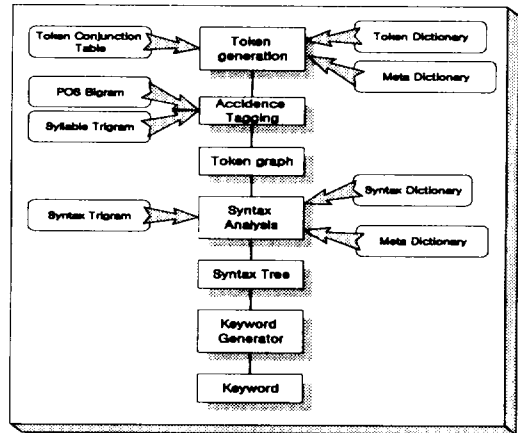 Token Conjunction
Table
Token
generation
Token Dictionary
Meta Dictionary
POS Bigram
Syllable Trigram
Accidence
Tagging
Token graph
Syntax Trigram
Syntax
Analysis
Syntax Dictionary
Meta Dictionary
Syntax Tree
Keyword
Generator
Keyword